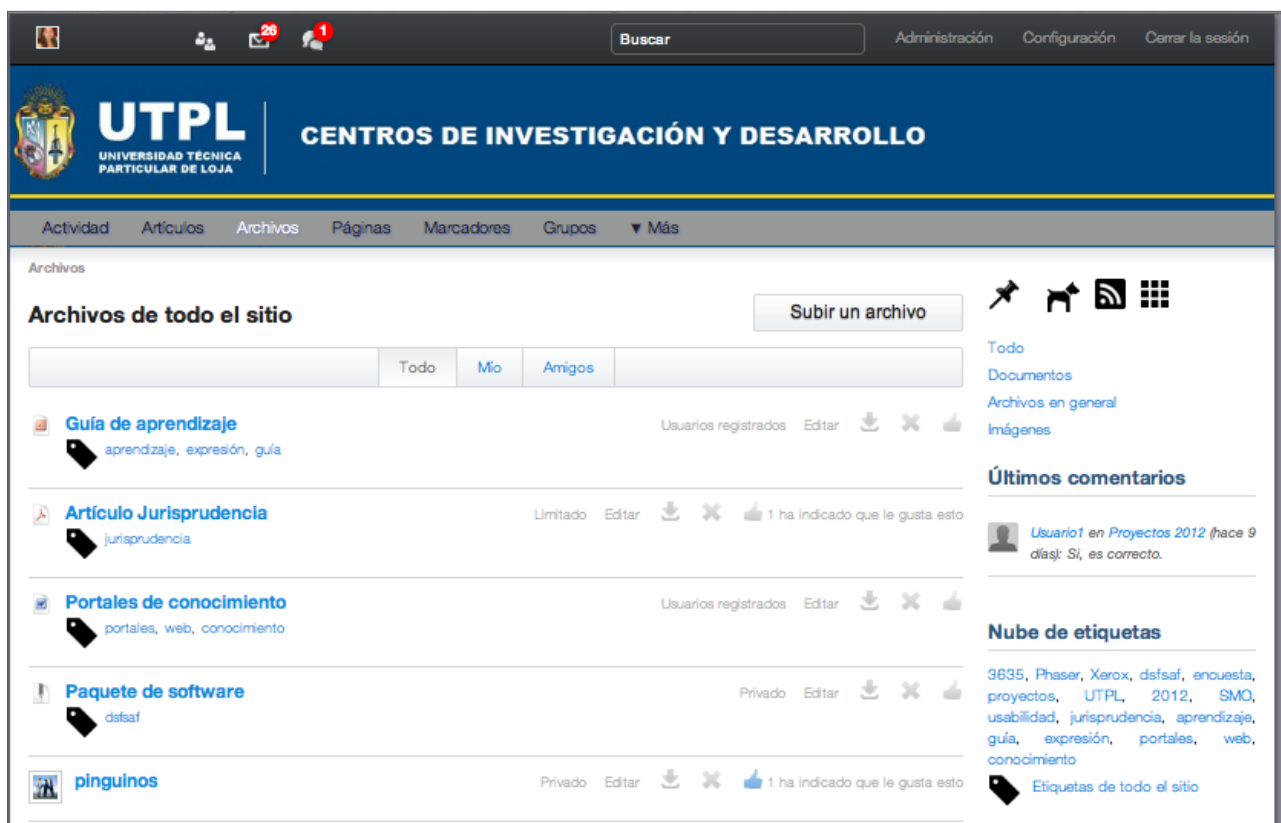 26
1
Buscar
Administración Configuración Cerrar la sesión
UTPL
UNIVERSIDAD TÉCNICA
PARTICULAR DE LOJA
CENTROS DE INVESTIGACIÓN Y DESARROLLO
Actividad Artículos Archivos Páginas Marcadores Grupos ▼ Más
Archivos
Archivos de todo el sitio
Subir un archivo
Todo Mío Amigos
Guía de aprendizaje
Usuarios registrados Editar
aprendizaje, expresión, guía
Artículo Jurisprudencia
Limitado Editar 1 ha indicado que le gusta esto
jurisprudencia
Portales de conocimiento
Usuarios registrados Editar
portales, web, conocimiento
Paquete de software
Privado Editar
dsfsaf
pinguinos
Privado Editar 1 ha indicado que le gusta esto
Todo
Documentos
Archivos en general
Imágenes
Últimos comentarios
Usuario1 en Proyectos 2012 (hace 9
días): Si, es correcto.
Nube de etiquetas
3635, Phaser, Xerox, dsfsaf, encuesta,
proyectos, UTPL, 2012, SMO,
usabilidad, jurisprudencia, aprendizaje,
guía, expresión, portales, web,
conocimiento
Etiquetas de todo el sitio